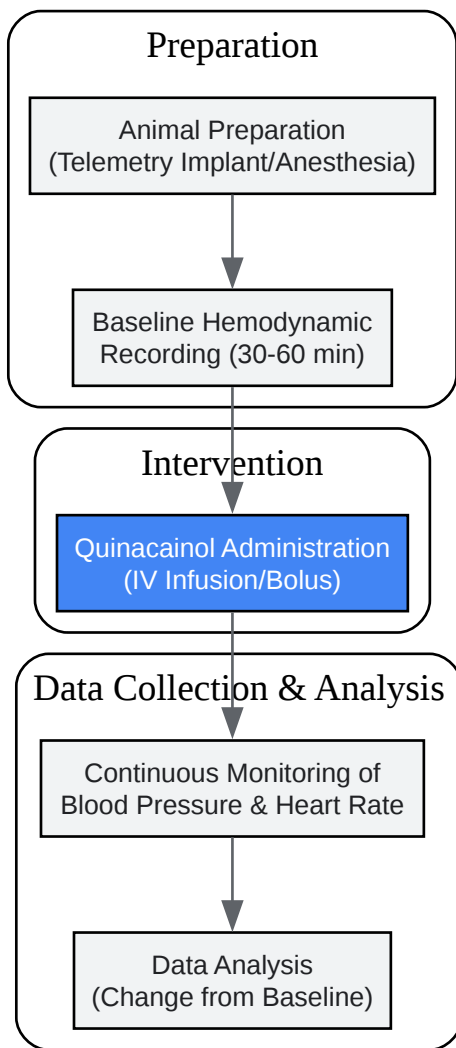 Preparation
Animal Preparation
(Telemetry Implant/Anesthesia)
Baseline Hemodynamic
Recording (30-60 min)
Intervention
Quinacainol Administration
(IV Infusion/Bolus)
Data Collection & Analysis
Continuous Monitoring of
Blood Pressure & Heart Rate
Data Analysis
(Change from Baseline)